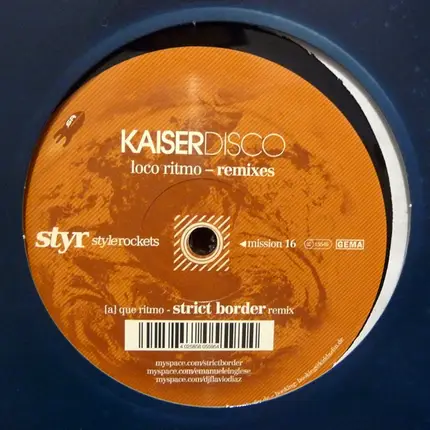 KAISERDISCO
loco ritmo – remixes
styr stylerockets
mission 16
GEMA
[a] que ritmo - strict border remix
myspace.com/strictborder
myspace.com/emanueleinglese
myspace.com/djflaviodiaz